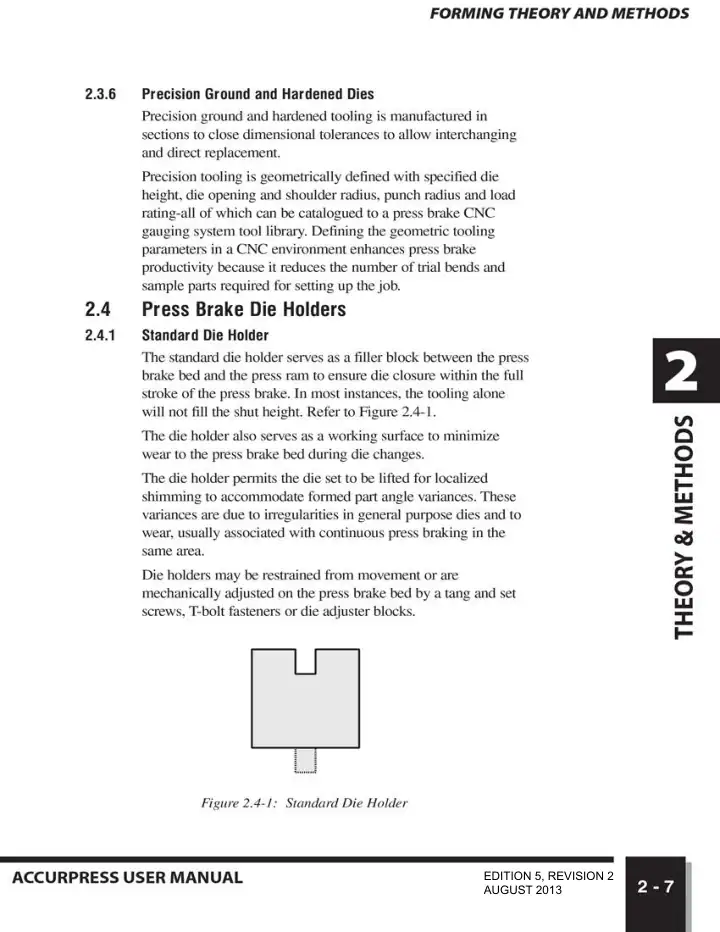 FORMING THEORY AND METHODS
2.3.6 Precision Ground and Hardened Dies
Precision ground and hardened tooling is manufactured in
sections to close dimensional tolerances to allow interchanging
and direct replacement.
Precision tooling is geometrically defined with specified die
height, die opening and shoulder radius, punch radius and load
rating-all of which can be catalogued to a press brake CNC
gauging system tool library. Defining the geometric tooling
parameters in a CNC environment enhances press brake
productivity because it reduces the number of trial bends and
sample parts required for setting up the job.
2.4 Press Brake Die Holders
2.4.1 Standard Die Holder
The standard die holder serves as a filler block between the press
brake bed and the press ram to ensure die closure within the full
stroke of the press brake. In most instances, the tooling alone
will not fill the shut height. Refer to Figure 2.4-1.
The die holder also serves as a working surface to minimize
wear to the press brake bed during die changes.
The die holder permits the die set to be lifted for localized
shimming to accommodate formed part angle variances. These
variances are due to irregularities in general purpose dies and to
wear, usually associated with continuous press braking in the
same area.
Die holders may be restrained from movement or are
mechanically adjusted on the press brake bed by a tang and set
screws, T-bolt fasteners or die adjuster blocks.
Figure 2.4-1: Standard Die Holder
2
THEORY & METHODS
ACCURPRESS USER MANUAL
EDITION 5, REVISION 2
AUGUST 2013
2 - 7